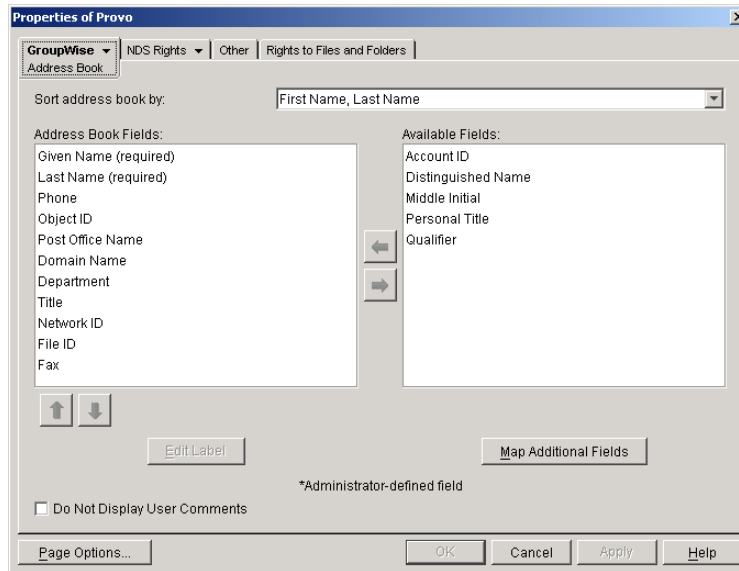 Properties of Provo
GroupWise NDS Rights Other Rights to Files and Folders
Address Book
Sort address book by: First Name, Last Name
Address Book Fields: Available Fields:
Given Name (required) Account ID
Last Name (required) Distinguished Name
Phone Middle Initial
Object ID Personal Title
Post Office Name Qualifier
Domain Name
Department
Title
Network ID
File ID
Fax
Edit Label Map Additional Fields
*Administrator-defined field
Do Not Display User Comments
Page Options... OK Cancel Apply Help